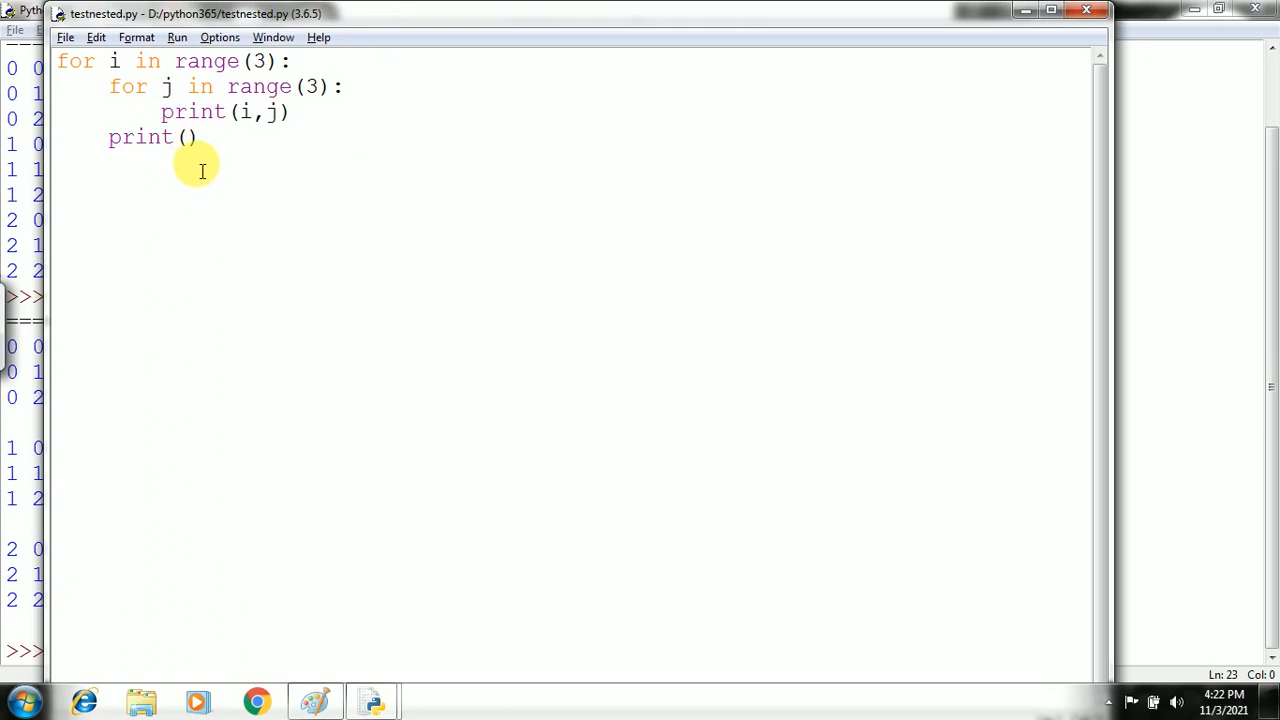 Pyth
testnested.py - D:/python365/testnested.py (3.6.5)
File
File Edit Format Run Options Window Help
for i in range(3):
for j in range(3):
print(i,j)
print()
0 0
0 1
0 2
1 0
1 1
1 2
2 0
2 1
2 2
>>>
0 0
0 1
0 2
1 0
1 1
1 2
2 0
2 1
2 2
>>>
Ln: 23 Col: 0
4:22 PM
11/3/2021